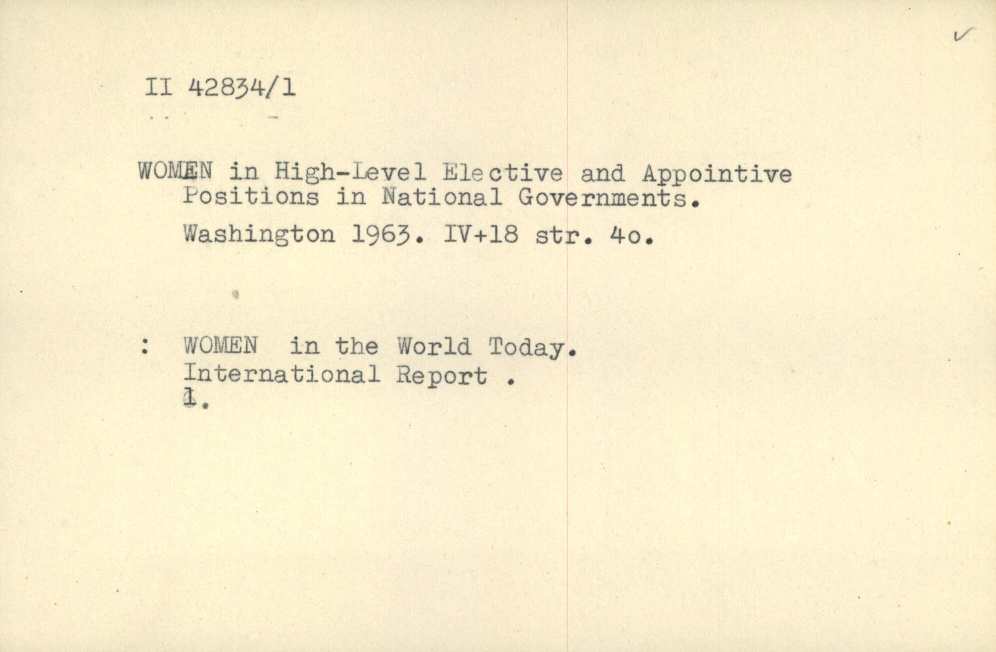 II 42834/1
WOMEN in High-Level Elective and Appointive
Positions in National Governments.
Washington 1963. IV+18 str. 4o.
: WOMEN in the World Today.
International Report .
1.